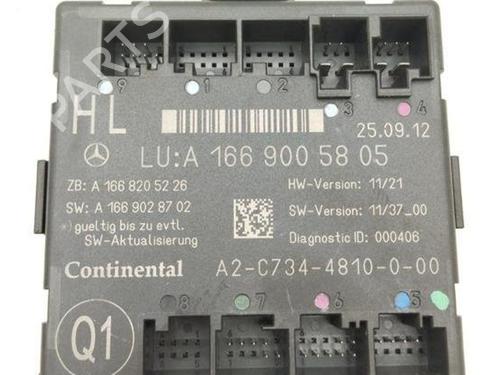 9 1 2 3 4
HL
25.09.12
LU:A 166 900 58 05
ZB: A 166 820 52 26
HW-Version: 11/21
SW: A 166 902 87 02
SW-Version: 11/37_00
*) gueltig bis zu evtl.
SW-Aktualisierung
Diagnostic ID: 000406
Continental A2-C734-4810-0-00
8 7 6 5
Q1
PARTS